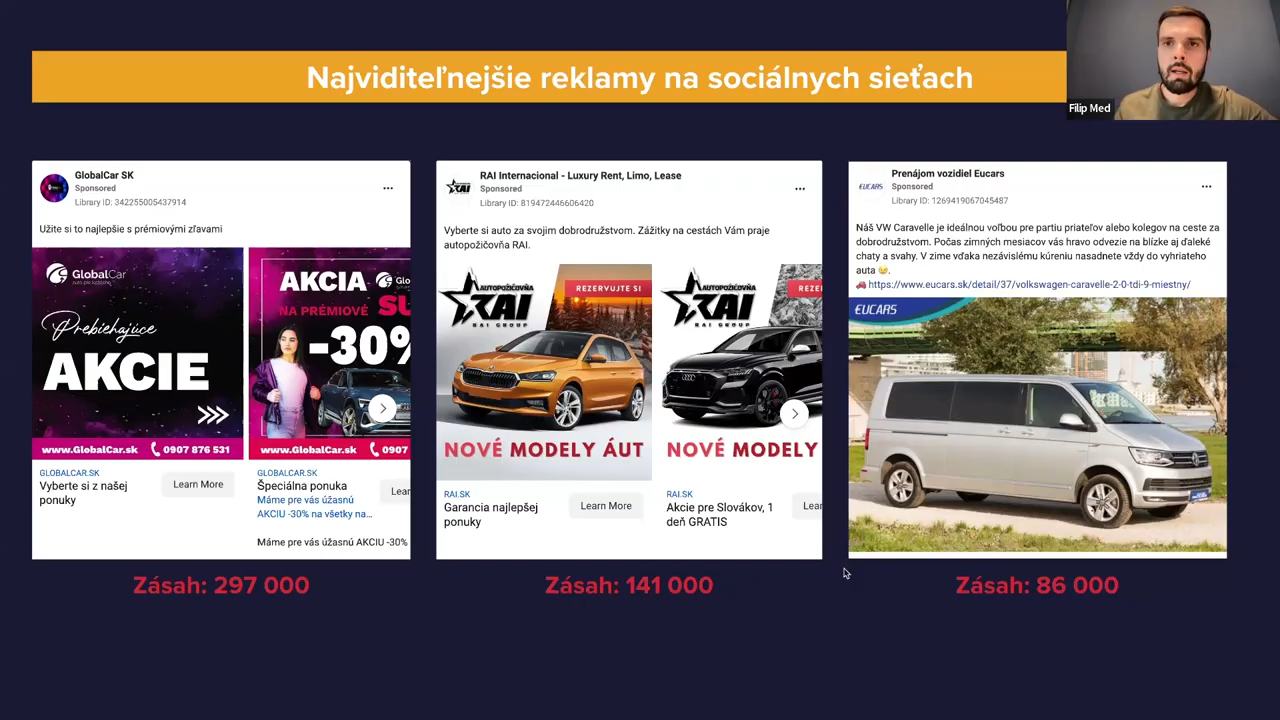 Najviditeľnejšie reklamy na sociálnych sieťach
Filip Med
GlobalCar SK
Sponsored
Library ID: 342255005437914
Užite si to najlepšie s prémiovými zľavami
GlobalCar
Prebiehajúce
AKCIE
www.GlobalCar.sk 0907 876 531
AKCIA Glo
NA PRÉMIOVÉ SU
-30%
www.GlobalCar.sk 0907
GLOBALCAR.SK
Vyberte si z našej
ponuky
Learn More
GLOBALCAR.SK
Špeciálna ponuka
Máme pre vás úžasnú
AKCIU -30% na všetky na...
Lear
Máme pre vás úžasnú AKCIU -30%
Zásah: 297 000
RAI Internacional - Luxury Rent, Limo, Lease
Sponsored
Library ID: 819472446606420
Vyberte si auto za svojim dobrodružstvom. Zážitky na cestách Vám praje
autopožičovňa RAI.
REZERVUJTE SI
AUTOPOŽIČOVŇA
RAI
RAI GROUP
NOVÉ MODELY ÁUT
REZE
AUTOPOŽIČOVŇA
RAI
RAI GROUP
NOVÉ MODELY
RAI.SK
Garancia najlepšej
ponuky
Learn More
RAI.SK
Akcie pre Slovákov, 1
deň GRATIS
Lear
Zásah: 141 000
EUCARS
Prenájom vozidiel Eucars
Sponsored
Library ID: 1269419067045487
Náš VW Caravelle je ideálnou voľbou pre partiu priateľov alebo kolegov na ceste za
dobrodružstvom. Počas zimných mesiacov vás hravo odvezie na blízke aj ďaleké
chaty a svahy. V zime vďaka nezávislému kúreniu nasadnete vždy do vyhriateho
auta 😉.
🚗 https://www.eucars.sk/detail/37/volkswagen-caravelle-2-0-tdi-9-miestny/
EUCARS
Zásah: 86 000